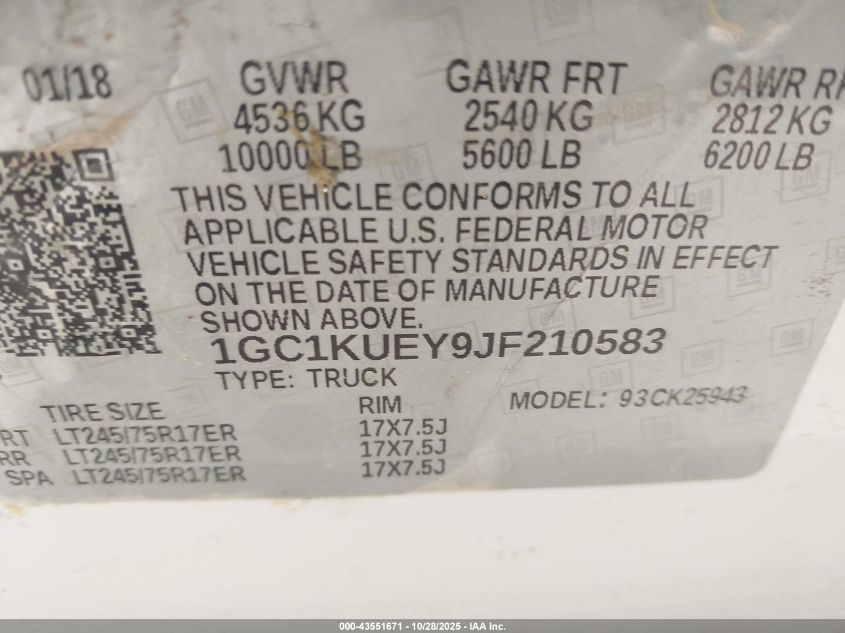 01/18 GVWR GAWR FRT GAWR RR
4536 KG 2540 KG 2812 KG
10000 LB 5600 LB 6200 LB
THIS VEHICLE CONFORMS TO ALL
APPLICABLE U.S. FEDERAL MOTOR
VEHICLE SAFETY STANDARDS IN EFFECT
ON THE DATE OF MANUFACTURE
SHOWN ABOVE.
1GC1KUEY9JF210583
TYPE: TRUCK MODEL: 93CK25943
TIRE SIZE RIM
RT LT245/75R17ER 17X7.5J
RR LT245/75R17ER 17X7.5J
SPA LT245/75R17ER 17X7.5J
GM
000-43551671 - 10/28/2025 - IAA Inc.